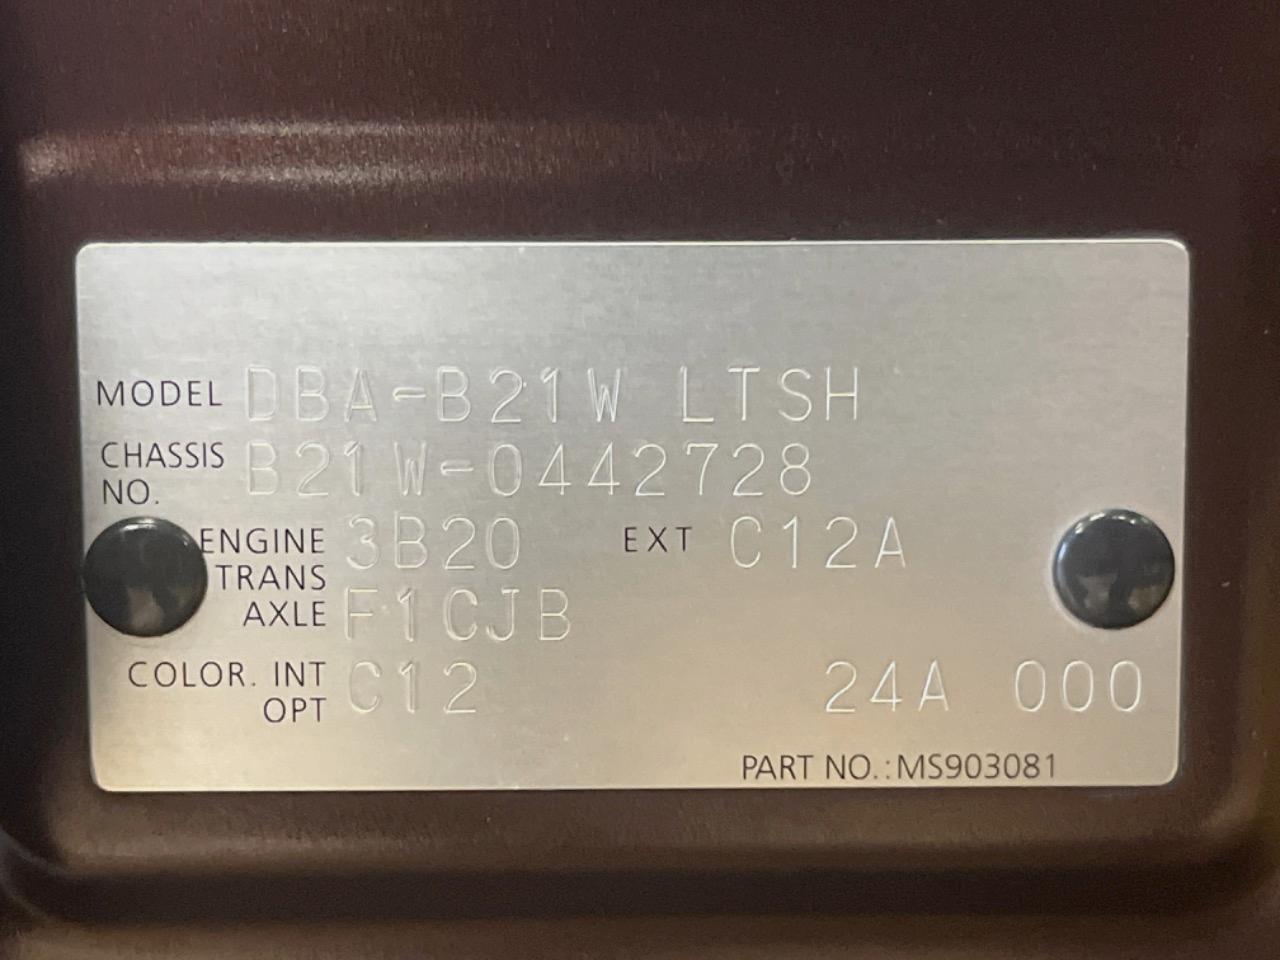 MODEL DBA-B21W LTSH
CHASSIS NO. B21W-0442728
ENGINE 3B20 EXT C12A
TRANS AXLE F1CJB
COLOR. INT OPT C12 24A 000
PART NO.:MS903081